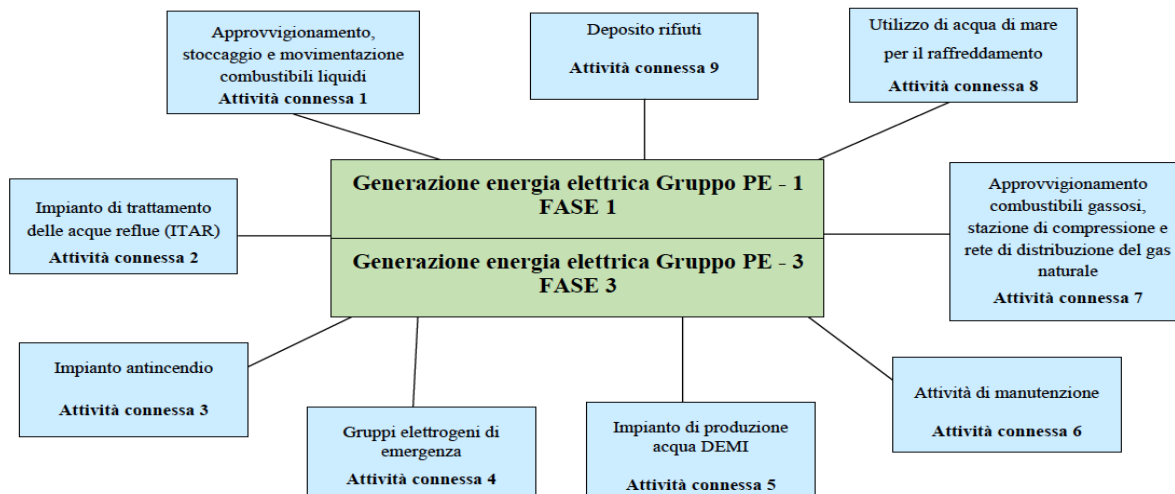 Approvvigionamento,
stoccaggio e movimentazione
combustibili liquidi
Attività connessa 1
Deposito rifiuti
Attività connessa 9
Utilizzo di acqua di mare
per il raffreddamento
Attività connessa 8
Generazione energia elettrica Gruppo PE - 1
FASE 1
Generazione energia elettrica Gruppo PE - 3
FASE 3
Impianto di trattamento
delle acque reflue (ITAR)
Attività connessa 2
Approvvigionamento
combustibili gassosi,
stazione di compressione e
rete di distribuzione del gas
naturale
Attività connessa 7
Impianto antincendio
Attività connessa 3
Gruppi elettrogeni di
emergenza
Attività connessa 4
Impianto di produzione
acqua DEMI
Attività connessa 5
Attività di manutenzione
Attività connessa 6